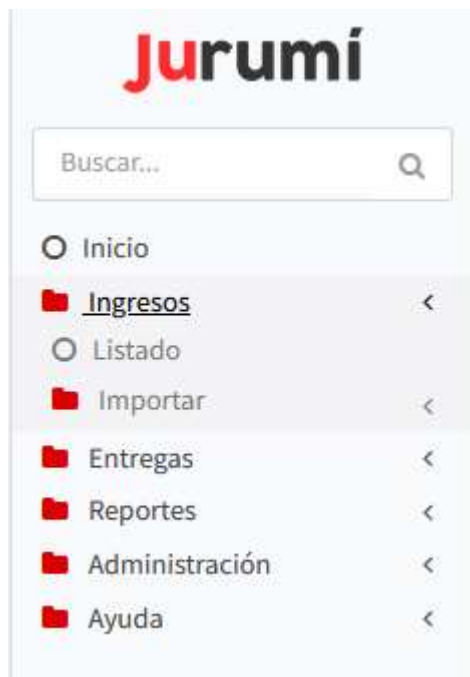 Jurumí
Buscar...
Inicio
Ingresos
Listado
Importar
Entregas
Reportes
Administración
Ayuda